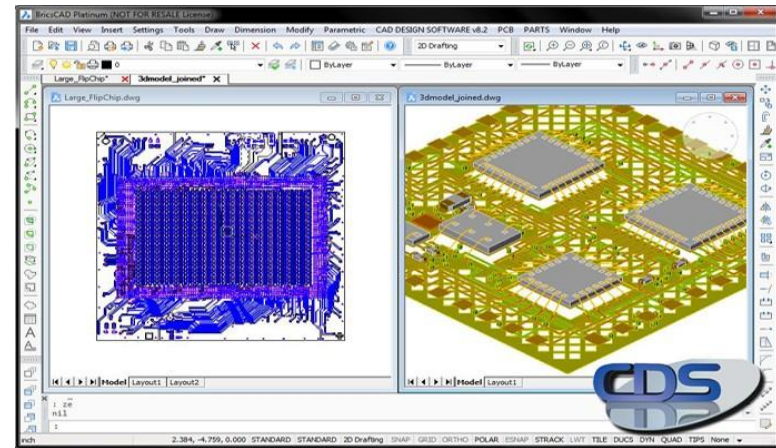 BricsCAD Platinum (NOT FOR RESALE License)
File Edit View Insert Settings Tools Draw Dimension Modify Parametric CAD DESIGN SOFTWARE v8.2 PCB PARTS Window Help
2D Drafting
0 ByLayer ByLayer ByLayer
Large_FlipChip* 3dmodel_joined*
Large_FlipChip.dwg
3dmodel_joined.dwg
Model Layout1 Layout2
Model Layout1
CDS
: ze
nil
:
inch 2.384, -4.759, 0.000 STANDARD STANDARD 2D Drafting SNAP GRID ORTHO POLAR ESNAP STRACK LWT TILE DUCS DYN QUAD TIPS None